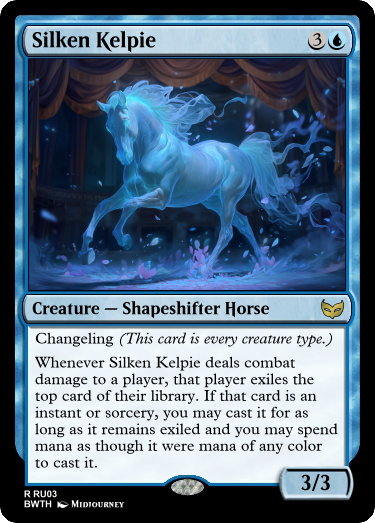 Silken Kelpie 3
Creature — Shapeshifter Horse
Changeling (This card is every creature type.)
Whenever Silken Kelpie deals combat
damage to a player, that player exiles the
top card of their library. If that card is an
instant or sorcery, you may cast it for as
long as it remains exiled and you may spend
mana as though it were mana of any color
to cast it.
3/3
R RU03
BWTH Midjourney